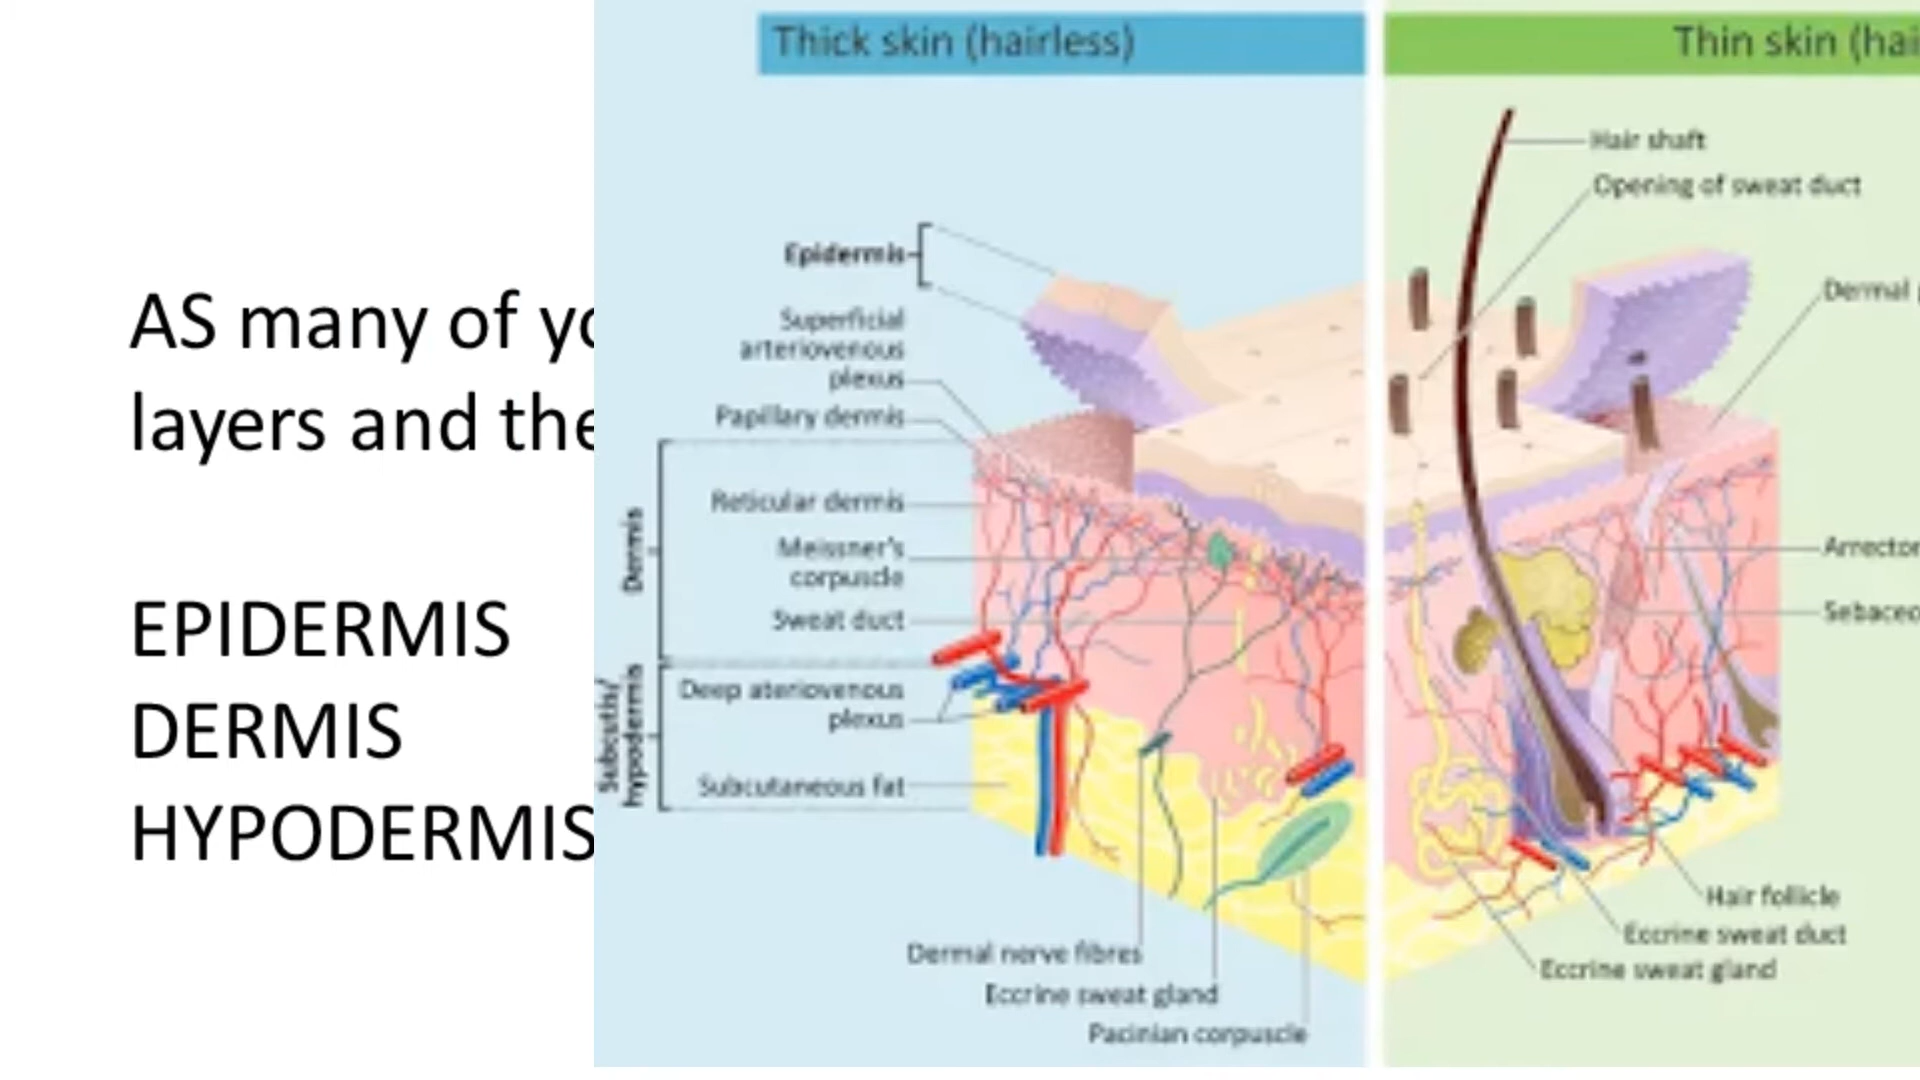 AS many of yo
layers and the
EPIDERMIS
DERMIS
HYPODERMIS
Thick skin (hairless)
Epidermis
Superficial
arteriovenous
plexus
Papillary dermis
Dermis
Reticular dermis
Meissner's
corpuscle
Sweat duct
Subcutis/
hypodermis
Deep ateriovenous
plexus
Subcutaneous fat
Dermal nerve fibres
Eccrine sweat gland
Pacinian corpuscle
Thin skin (hai
Hair shaft
Opening of sweat duct
Dermal
Arrector
Sebaceo
Hair follicle
Eccrine sweat duct
Eccrine sweat gland